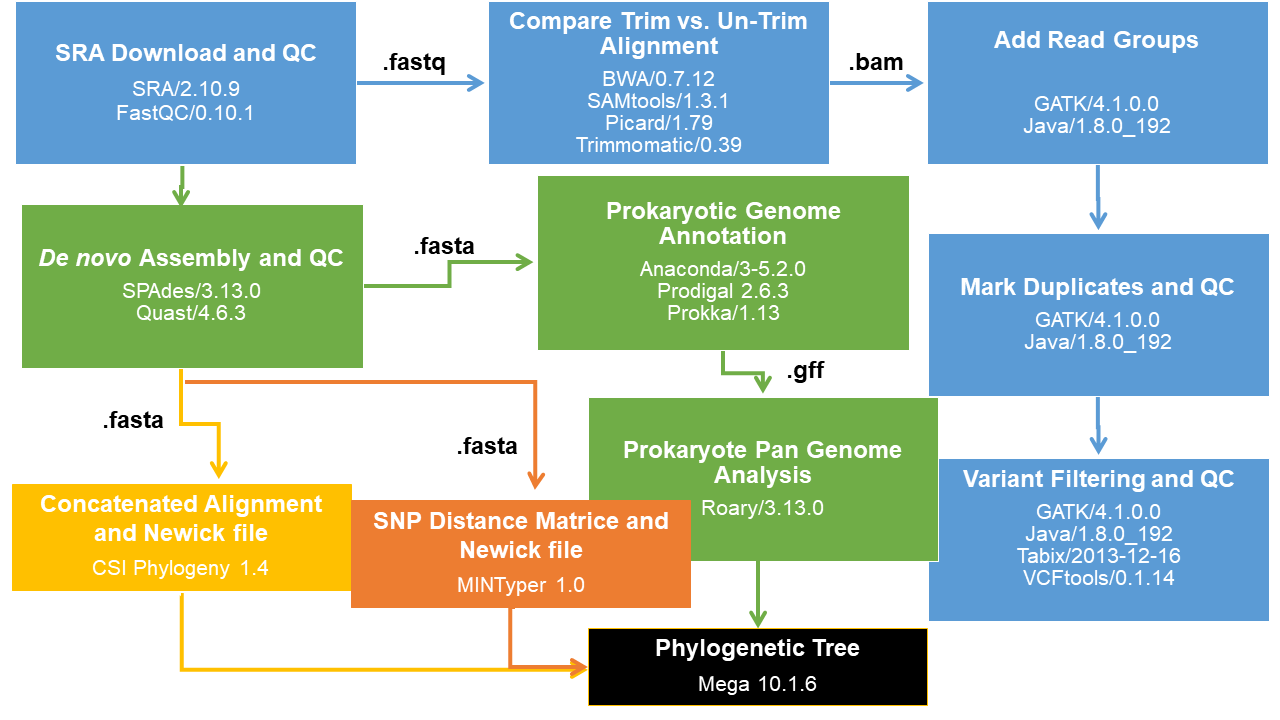 SRA Download and QC
SRA/2.10.9
FastQC/0.10.1
.fastq
Compare Trim vs. Un-Trim
Alignment
BWA/0.7.12
SAMtools/1.3.1
Picard/1.79
Trimmomatic/0.39
.bam
Add Read Groups
GATK/4.1.0.0
Java/1.8.0_192
De novo Assembly and QC
SPAdes/3.13.0
Quast/4.6.3
.fasta
Prokaryotic Genome
Annotation
Anaconda/3-5.2.0
Prodigal 2.6.3
Prokka/1.13
Mark Duplicates and QC
GATK/4.1.0.0
Java/1.8.0_192
.gff
.fasta
.fasta
Prokaryote Pan Genome
Analysis
Roary/3.13.0
Variant Filtering and QC
GATK/4.1.0.0
Java/1.8.0_192
Tabix/2013-12-16
VCFtools/0.1.14
Concatenated Alignment
and Newick file
CSI Phylogeny 1.4
SNP Distance Matrice and
Newick file
MINTyper 1.0
Phylogenetic Tree
Mega 10.1.6